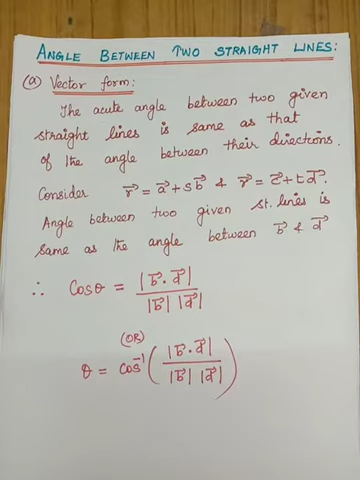 ANGLE BETWEEN TWO STRAIGHT LINES:
(a) Vector form:
The acute angle between two given
straight lines is same as that
of the angle between their directions.
Consider r⃗ = a⃗ + s b⃗ & r⃗ = c⃗ + t d⃗.
Angle between two given st. lines is
same as the angle between b⃗ & d⃗
∴ Cos θ = |b⃗ · d⃗| / |b⃗| |d⃗|
(OR)
θ = cos⁻¹ ( |b⃗ · d⃗| / |b⃗| |d⃗| )